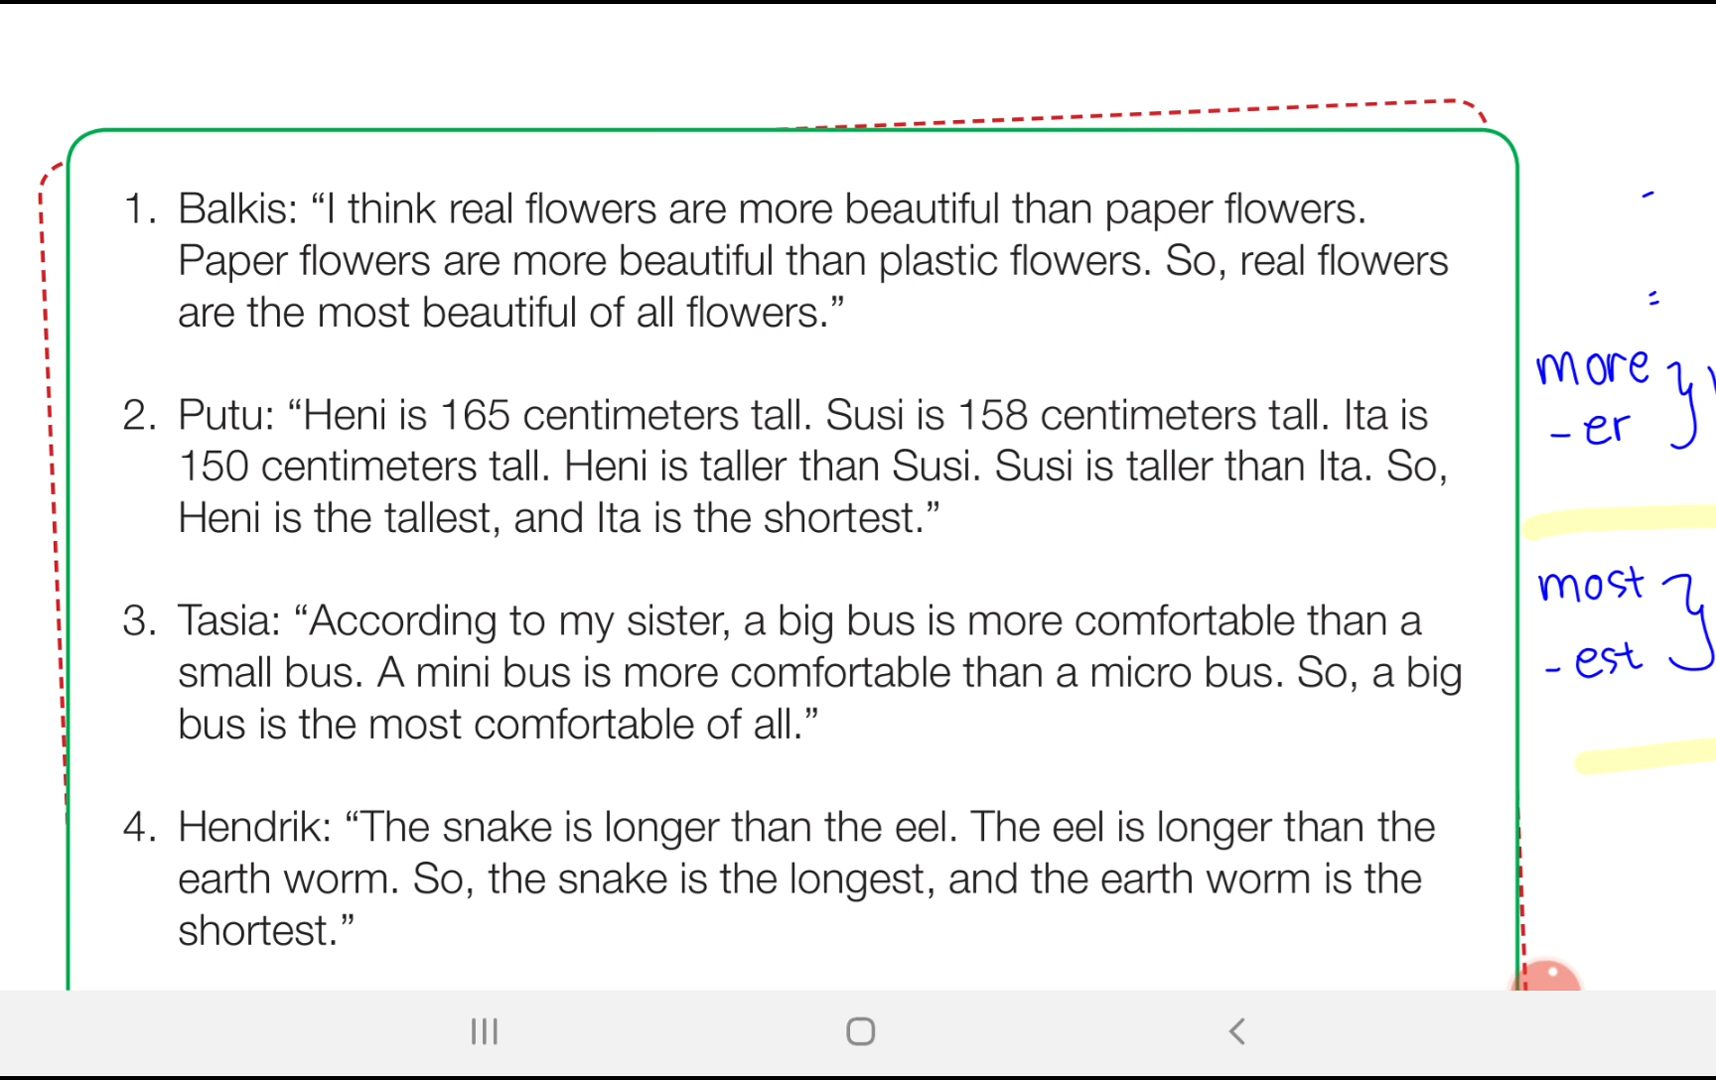 1. Balkis: “I think real flowers are more beautiful than paper flowers.
Paper flowers are more beautiful than plastic flowers. So, real flowers
are the most beautiful of all flowers.”
2. Putu: “Heni is 165 centimeters tall. Susi is 158 centimeters tall. Ita is
150 centimeters tall. Heni is taller than Susi. Susi is taller than Ita. So,
Heni is the tallest, and Ita is the shortest.”
3. Tasia: “According to my sister, a big bus is more comfortable than a
small bus. A mini bus is more comfortable than a micro bus. So, a big
bus is the most comfortable of all.”
4. Hendrik: “The snake is longer than the eel. The eel is longer than the
earth worm. So, the snake is the longest, and the earth worm is the
shortest.”
-
=
more
-er
most
-est